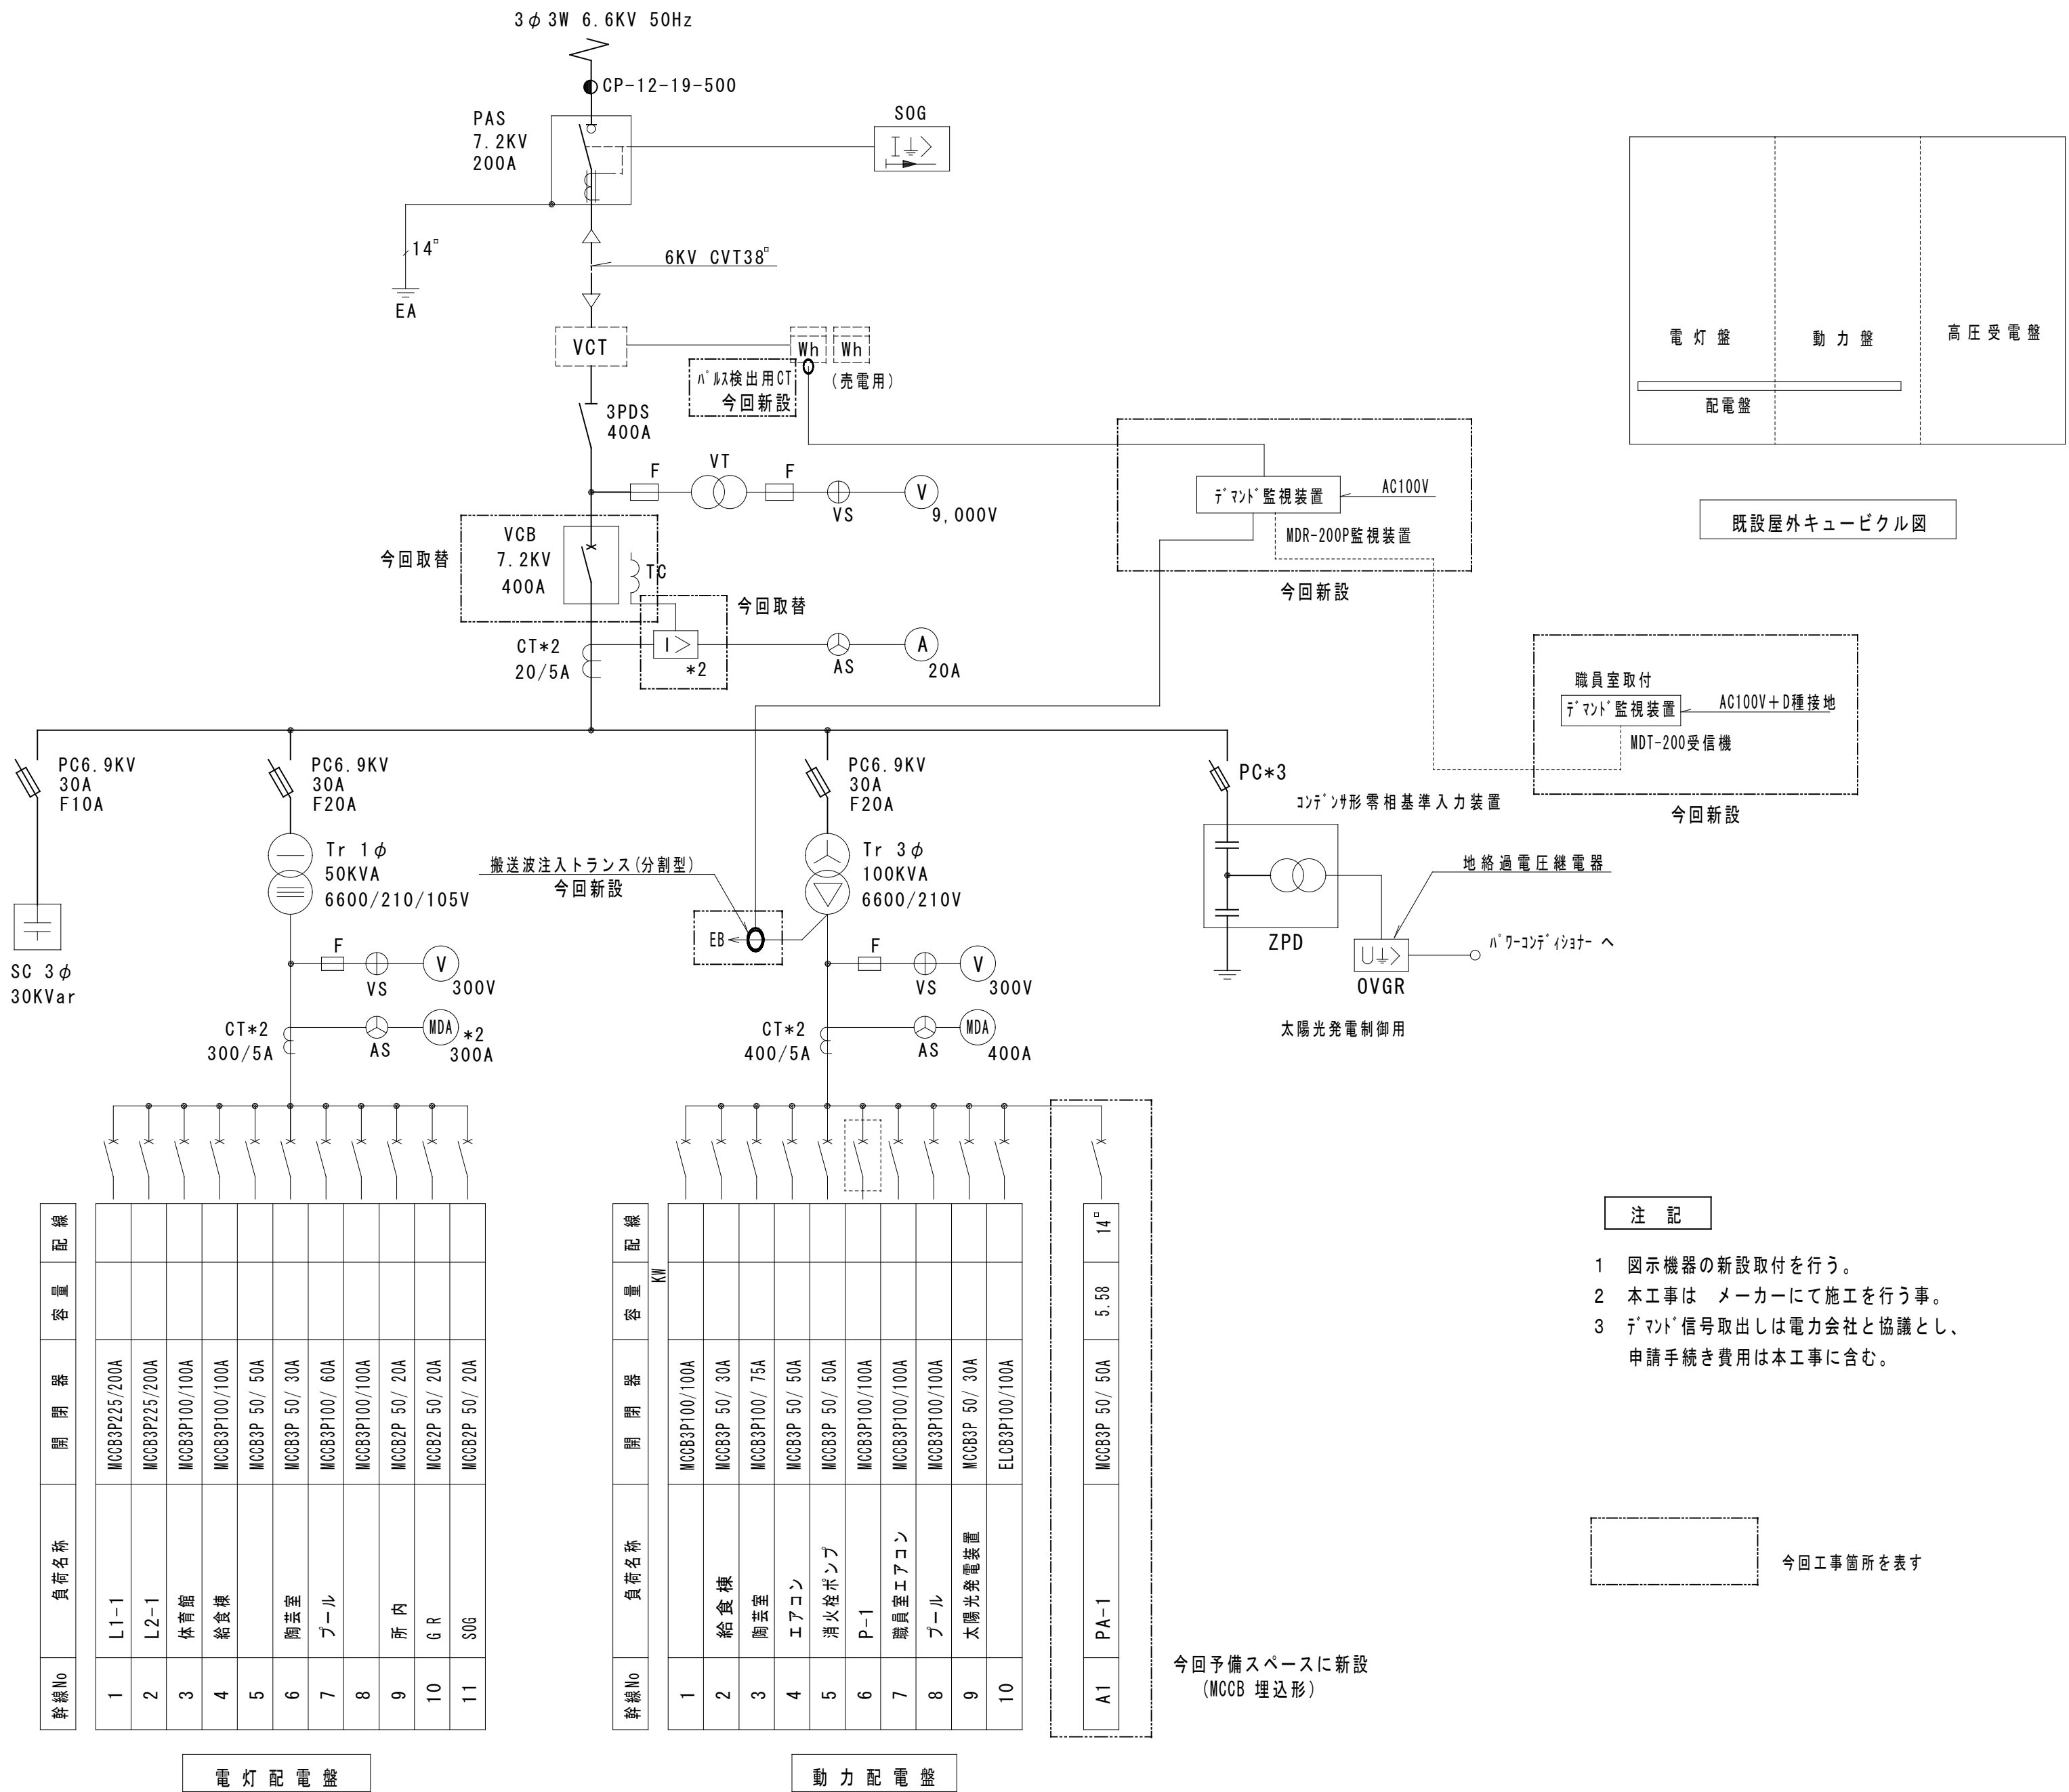 3φ3W 6.6KV 50Hz
CP-12-19-500
PAS
7.2KV
200A
SOG
I
14□
EA
6KV CVT38□
VCT
Wh
Wh
(売電用)
ﾊﾟﾙｽ検出用CT
今回新設
3PDS
400A
F
VT
F
VS
V
9,000V
今回取替
VCB
7.2KV
400A
TC
今回取替
I>
*2
CT*2
20/5A
AS
A
20A
ﾃﾞﾏﾝﾄﾞ監視装置
AC100V
MDR-200P監視装置
今回新設
職員室取付
ﾃﾞﾏﾝﾄﾞ監視装置
AC100V+D種接地
MDT-200受信機
今回新設
電灯盤
動力盤
高圧受電盤
配電盤
既設屋外キュービクル図
PC6.9KV
30A
F10A
SC 3φ
30KVar
PC6.9KV
30A
F20A
Tr 1φ
50KVA
6600/210/105V
F
VS
V
300V
CT*2
300/5A
AS
MDA
*2
300A
搬送波注入トランス(分割型)
今回新設
EB
PC6.9KV
30A
F20A
Tr 3φ
100KVA
6600/210V
F
VS
V
300V
CT*2
400/5A
AS
MDA
400A
PC*3
ｺﾝﾃﾞﾝｻ形零相基準入力装置
ZPD
地絡過電圧継電器
U
OVGR
ﾊﾟﾜｰｺﾝﾃﾞｨｼｮﾅｰ へ
太陽光発電制御用
配線
容量
開閉器
負荷名称
幹線No
MCCB3P225/200A
L1-1
1
MCCB3P225/200A
L2-1
2
MCCB3P100/100A
体育館
3
MCCB3P100/100A
給食棟
4
MCCB3P 50/ 50A
5
MCCB3P 50/ 30A
陶芸室
6
MCCB3P100/ 60A
プール
7
MCCB3P100/100A
8
MCCB2P 50/ 20A
所内
9
MCCB2P 50/ 20A
GR
10
MCCB2P 50/ 20A
SOG
11
電灯配電盤
配線
容量
KW
開閉器
負荷名称
幹線No
MCCB3P100/100A
1
MCCB3P 50/ 30A
給食棟
2
MCCB3P100/ 75A
陶芸室
3
MCCB3P 50/ 50A
エアコン
4
MCCB3P 50/ 50A
消火栓ポンプ
5
MCCB3P100/100A
P-1
6
MCCB3P100/100A
職員室エアコン
7
MCCB3P100/100A
プール
8
MCCB3P 50/ 30A
太陽光発電装置
9
ELCB3P100/100A
10
14□
5.58
MCCB3P 50/ 50A
PA-1
A1
動力配電盤
今回予備スペースに新設
(MCCB 埋込形)
注 記
1 図示機器の新設取付を行う。
2 本工事は メーカーにて施工を行う事。
3 ﾃﾞﾏﾝﾄﾞ信号取出しは電力会社と協議とし、
申請手続き費用は本工事に含む。
今回工事箇所を表す